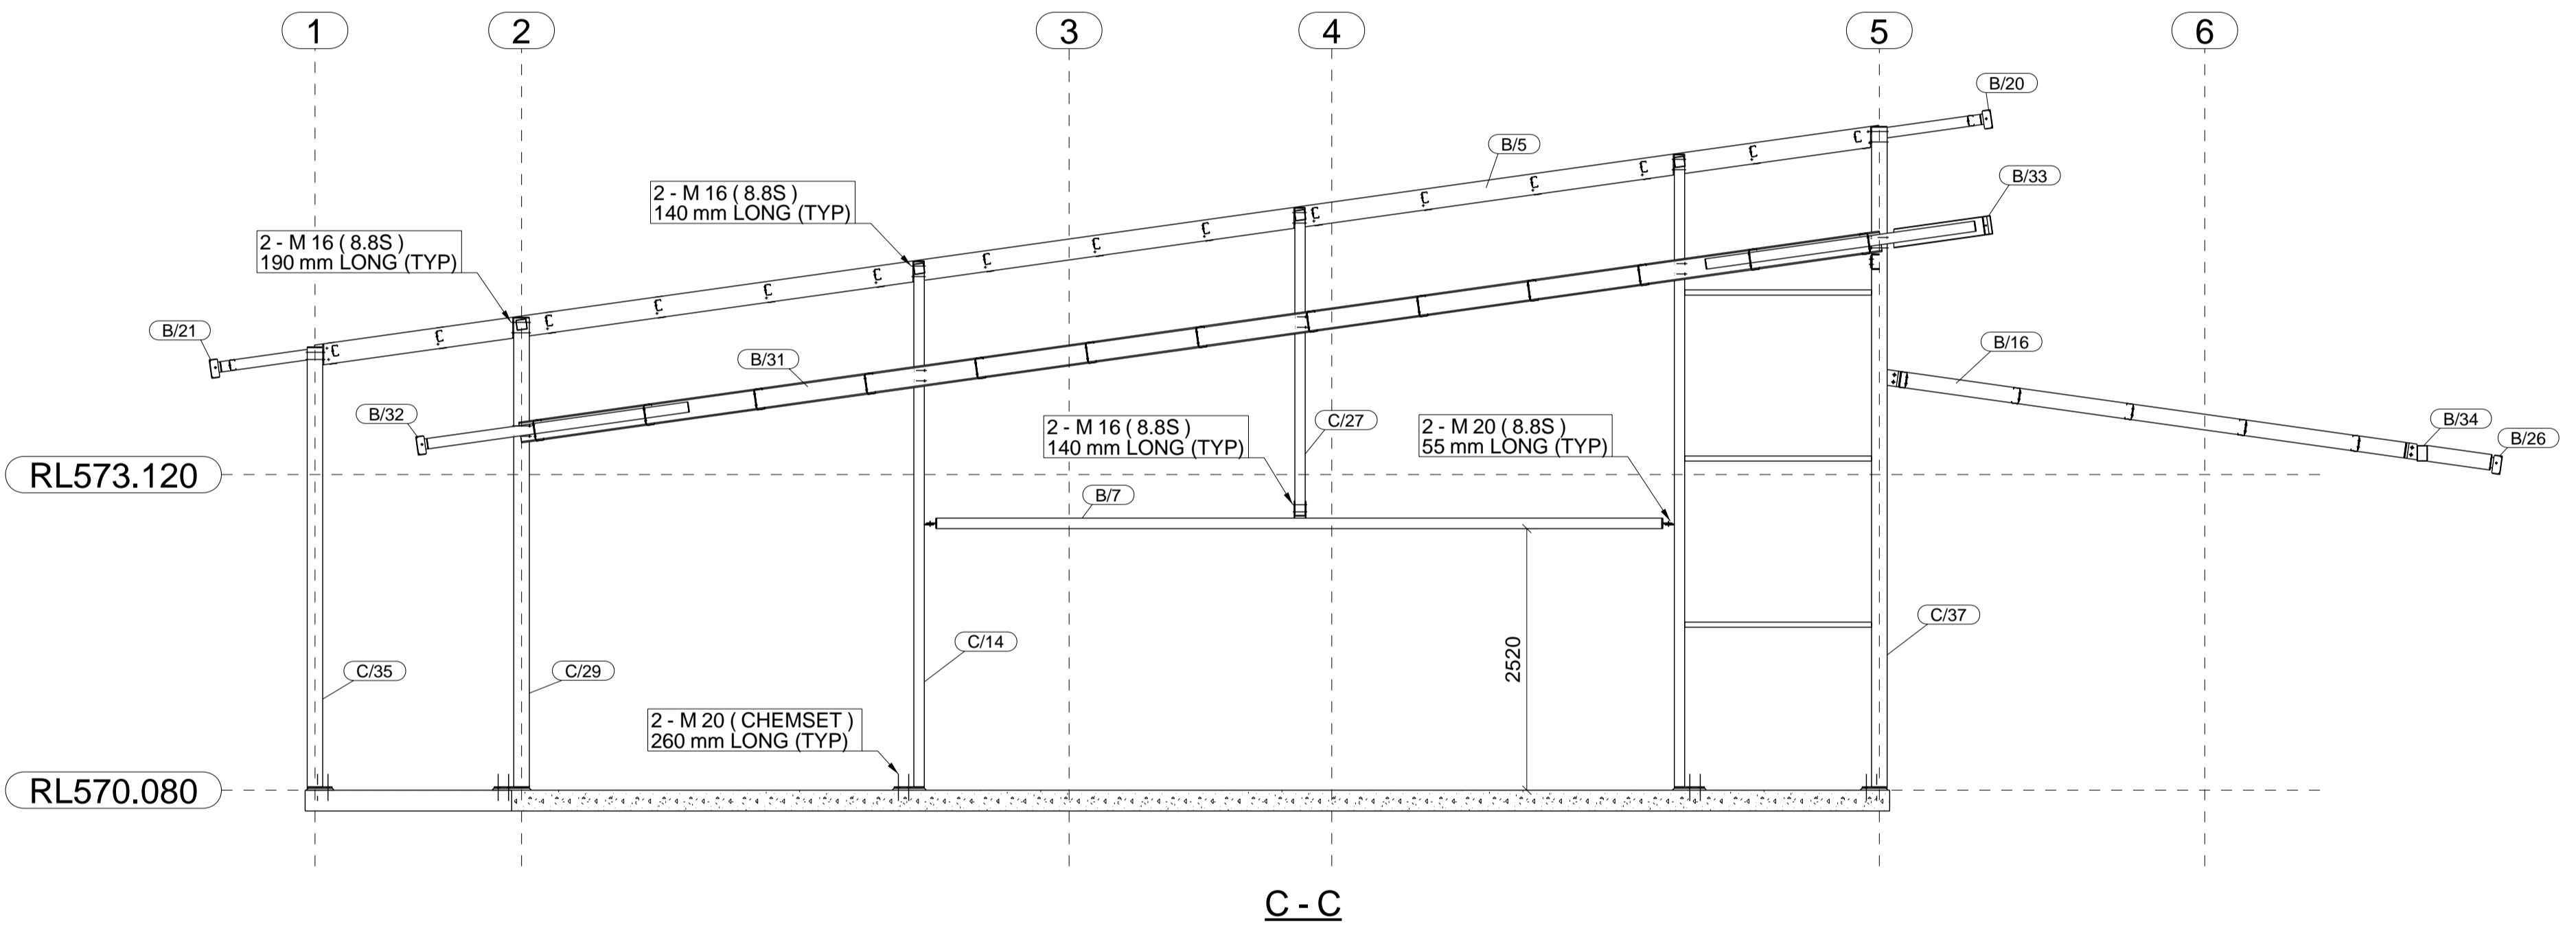 1
2
3
4
5
6
B/20
B/5
B/33
2 - M 16 ( 8.8S )
140 mm LONG (TYP)
2 - M 16 ( 8.8S )
190 mm LONG (TYP)
B/21
B/31
B/16
B/32
C/27
2 - M 16 ( 8.8S )
140 mm LONG (TYP)
2 - M 20 ( 8.8S )
55 mm LONG (TYP)
B/34
B/26
RL573.120
B/7
C/37
C/14
2520
C/35
C/29
2 - M 20 ( CHEMSET )
260 mm LONG (TYP)
RL570.080
C - C